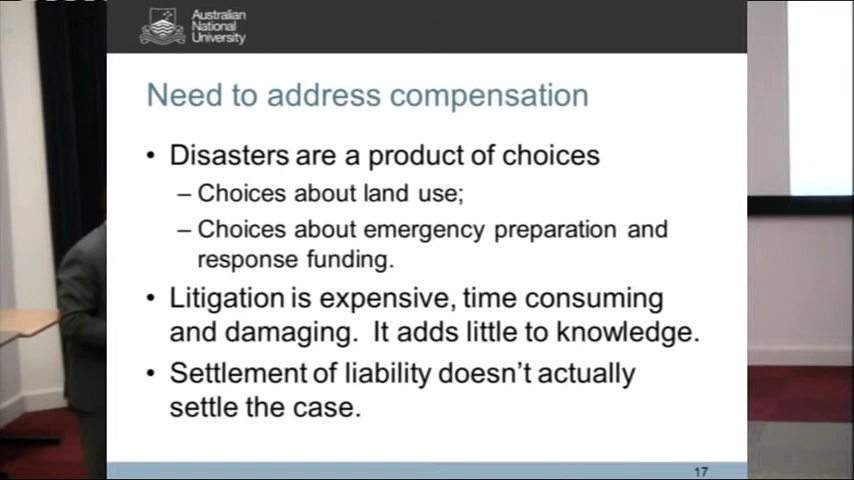 Australian
National
University
Need to address compensation
• Disasters are a product of choices
– Choices about land use;
– Choices about emergency preparation and
response funding.
• Litigation is expensive, time consuming
and damaging. It adds little to knowledge.
• Settlement of liability doesn't actually
settle the case.
17